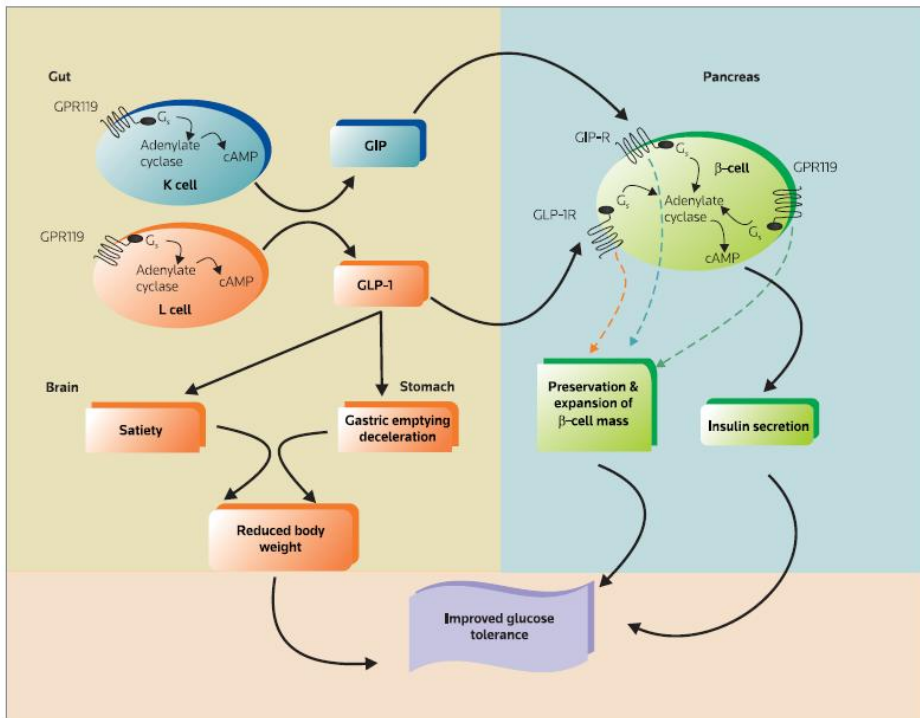 Gut
GPR119
Gs
Adenylate
cyclase
cAMP
K cell
GIP
GPR119
Gs
Adenylate
cyclase
cAMP
L cell
GLP-1
Brain
Stomach
Satiety
Gastric emptying
deceleration
Reduced body
weight
Pancreas
GIP-R
Gs
β-cell
GPR119
GLP-1R
Gs
Adenylate
cyclase
Gs
cAMP
Preservation &
expansion of
β-cell mass
Insulin secretion
Improved glucose
tolerance